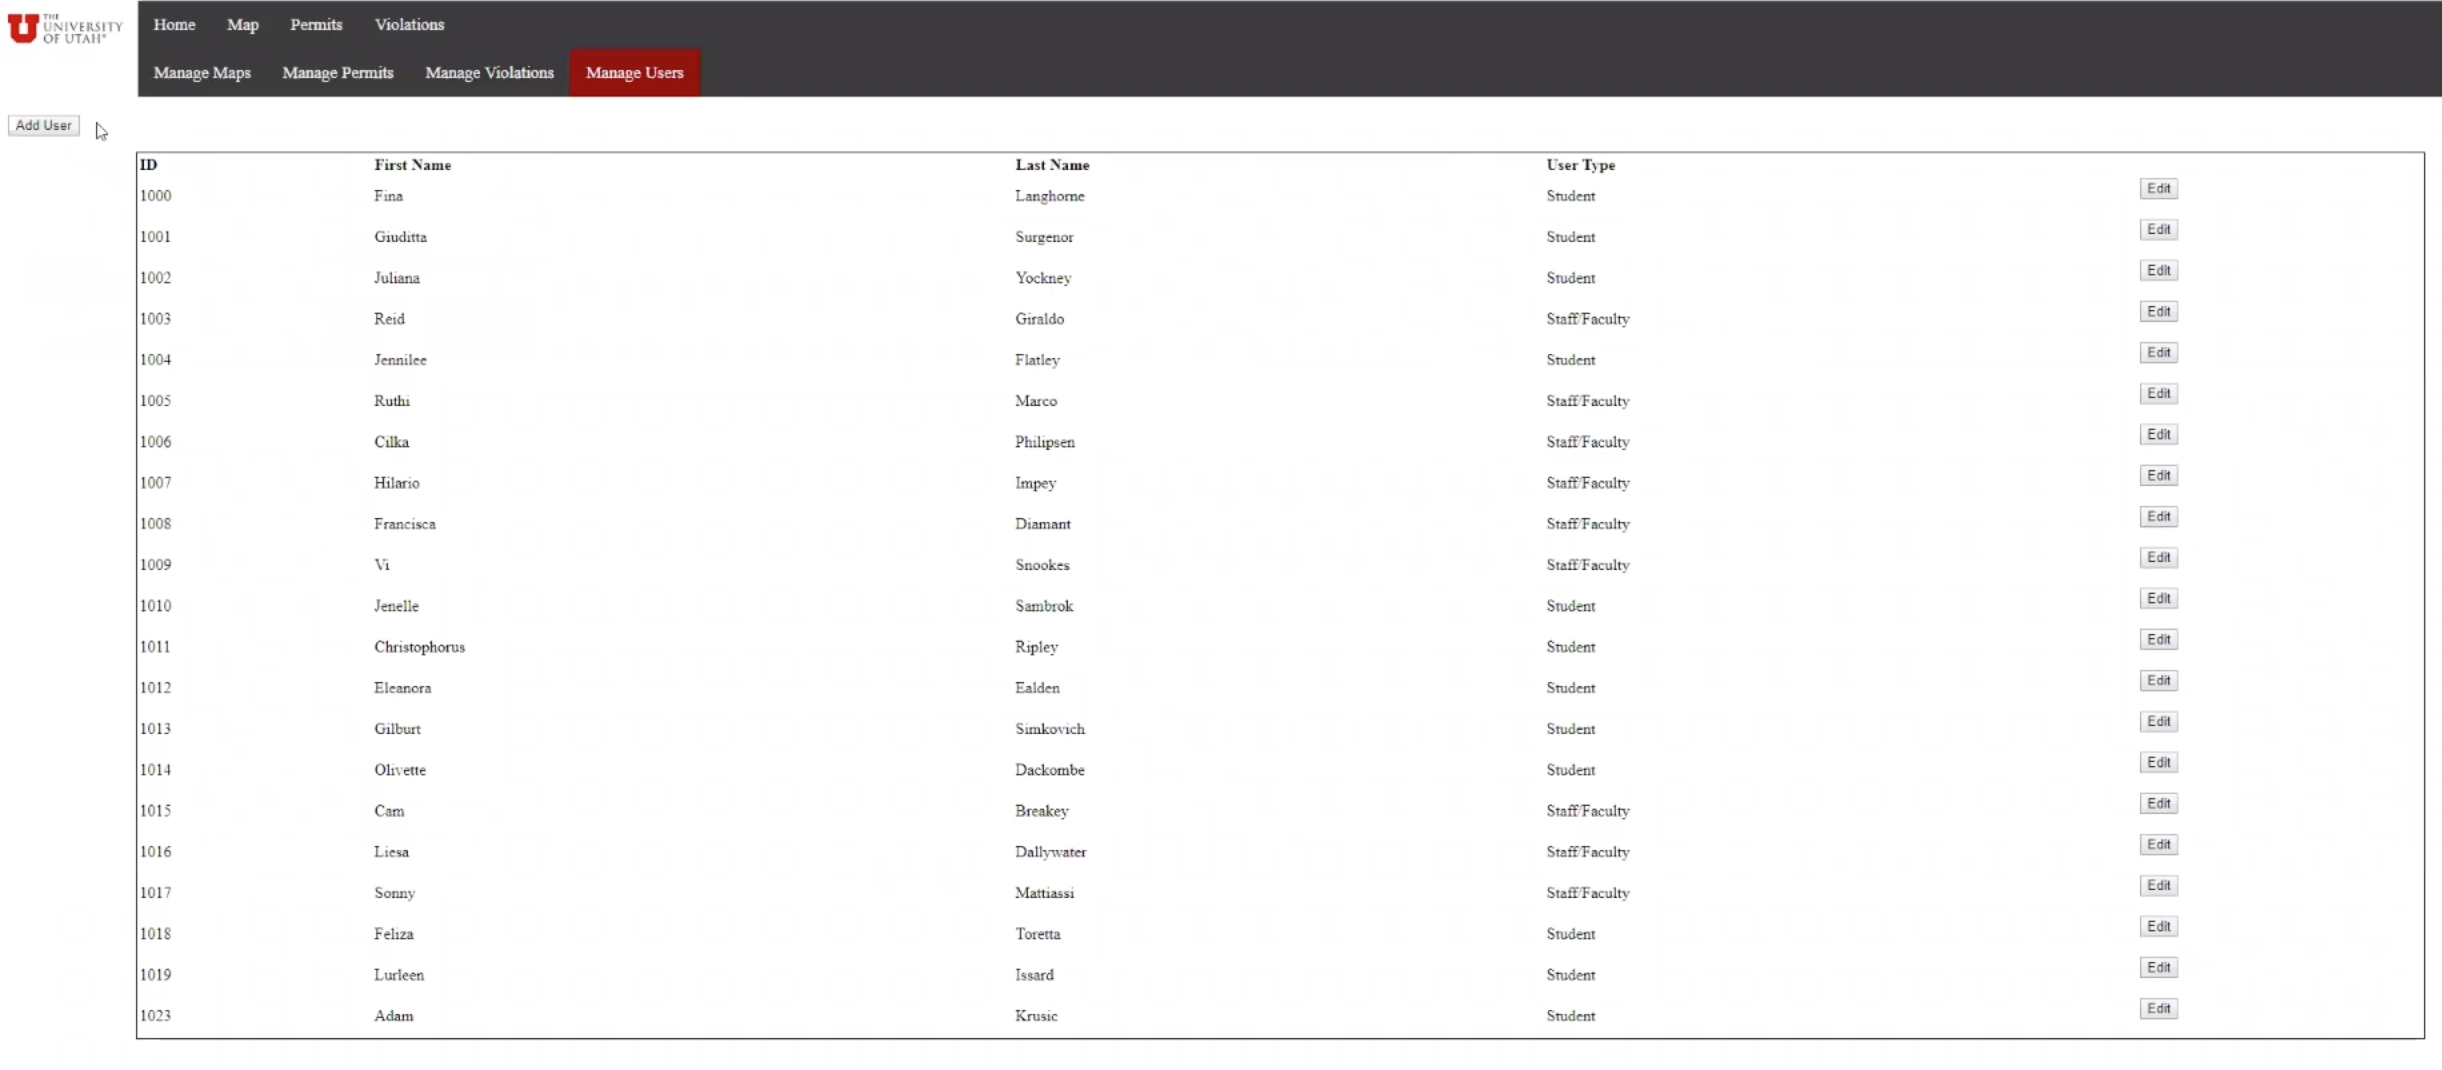 THE
UNIVERSITY
OF UTAH®
Home Map Permits Violations
Manage Maps Manage Permits Manage Violations Manage Users
Add User
ID First Name Last Name User Type
1000 Fina Langhorne Student Edit
1001 Giuditta Surgenor Student Edit
1002 Juliana Yockney Student Edit
1003 Reid Giraldo Staff/Faculty Edit
1004 Jennilee Flatley Student Edit
1005 Ruthi Marco Staff/Faculty Edit
1006 Cilka Philipsen Staff/Faculty Edit
1007 Hilario Impey Staff/Faculty Edit
1008 Francisca Diamant Staff/Faculty Edit
1009 Vi Snookes Staff/Faculty Edit
1010 Jenelle Sambrok Student Edit
1011 Christophorus Ripley Student Edit
1012 Eleanora Ealden Student Edit
1013 Gilburt Simkovich Student Edit
1014 Olivette Dackombe Student Edit
1015 Cam Breakey Staff/Faculty Edit
1016 Liesa Dallywater Staff/Faculty Edit
1017 Sonny Mattiassi Staff/Faculty Edit
1018 Feliza Toretta Student Edit
1019 Lurleen Issard Student Edit
1023 Adam Krusic Student Edit